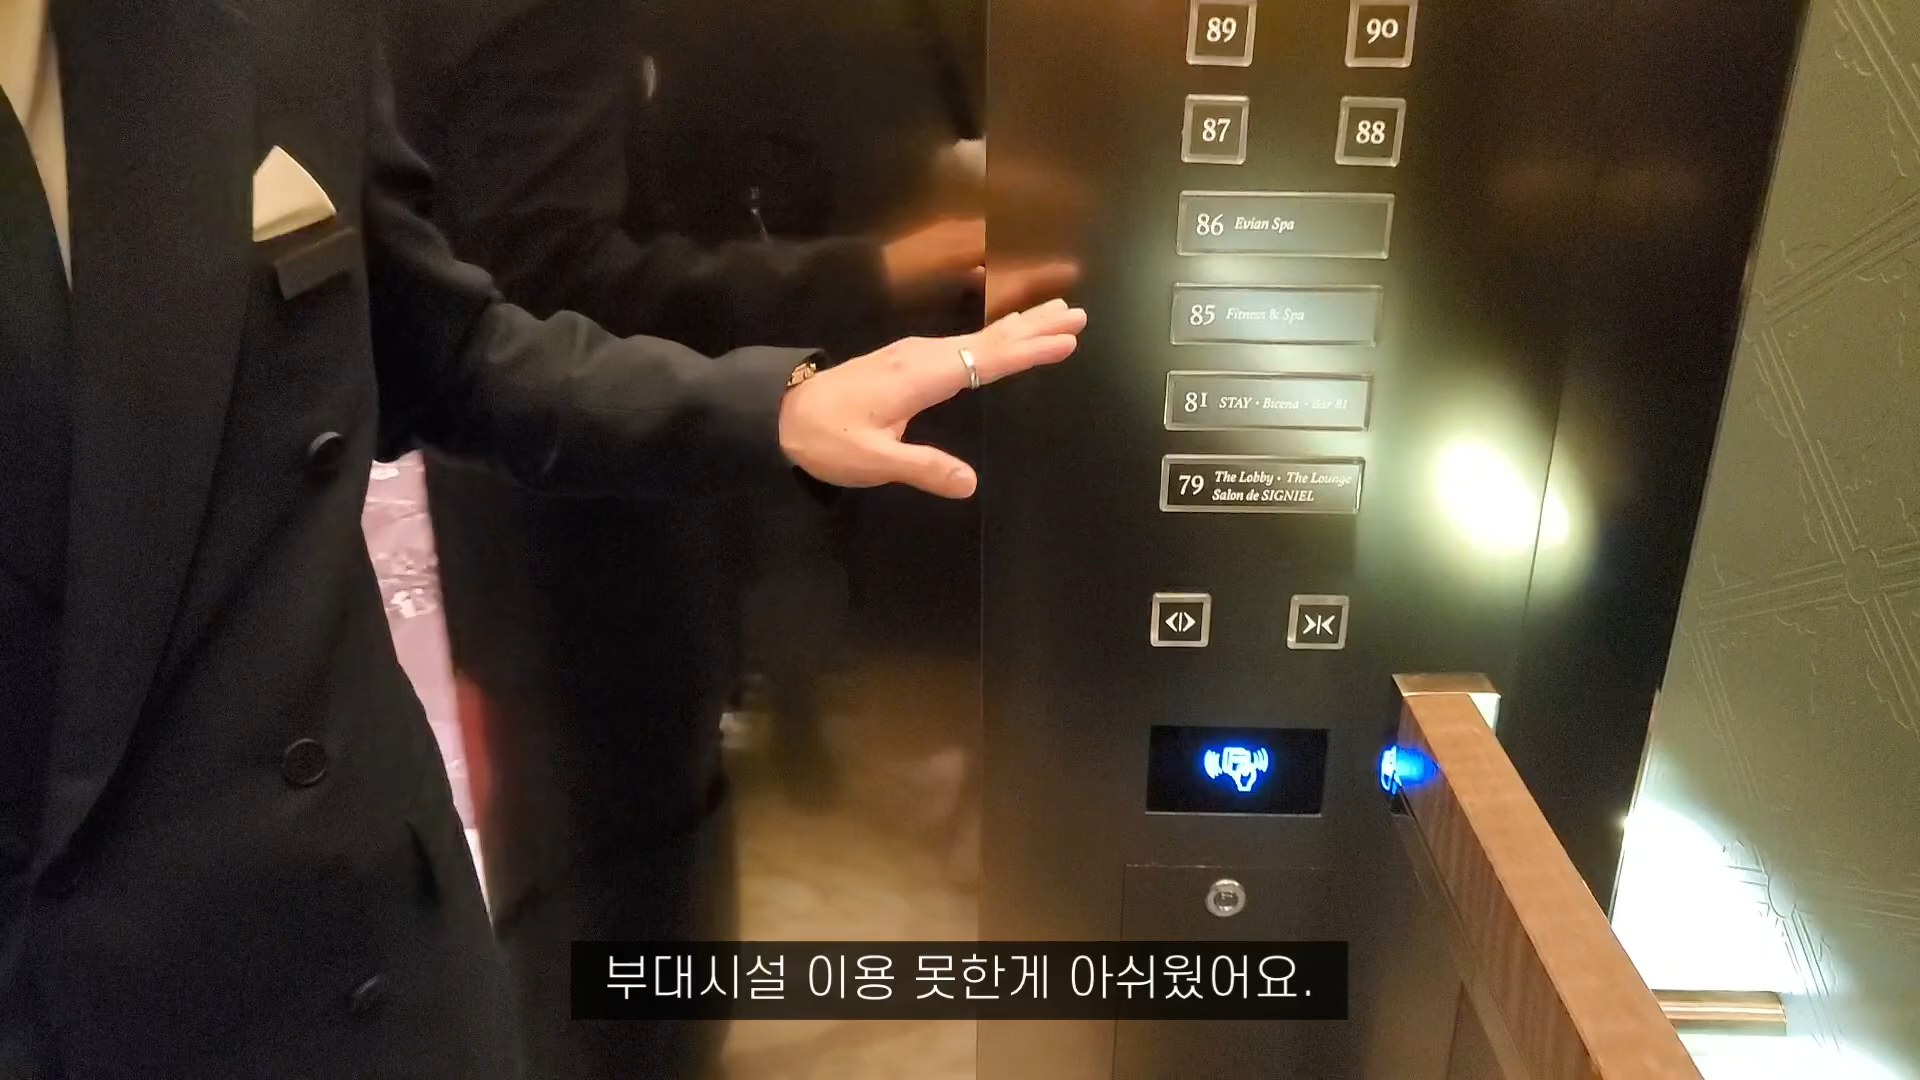 89 90
87 88
86 Evian Spa
85 Fitness & Spa
81 STAY · Bicena · Bar 81
79 The Lobby · The Lounge
Salon de SIGNIEL
부대시설 이용 못한게 아쉬웠어요.